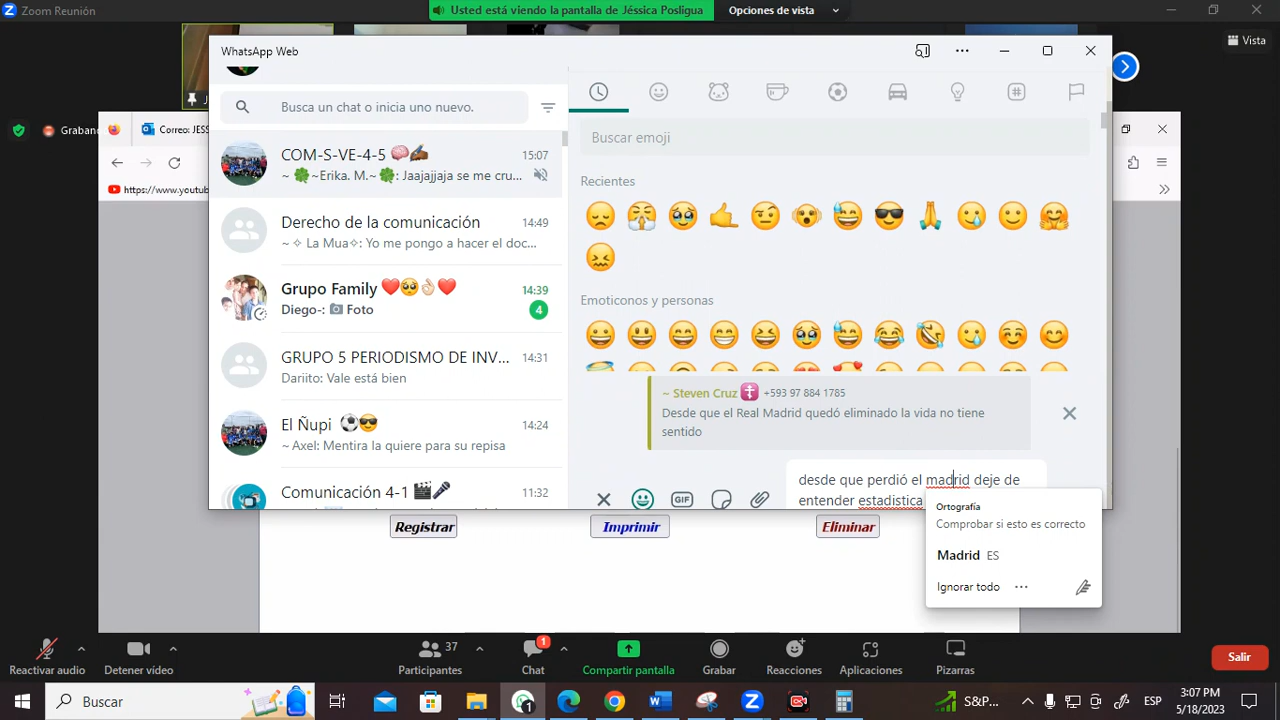 Zoom Reunión
Usted está viendo la pantalla de Jéssica Posligua
Opciones de vista
Vista
Correo: JES
https://www.youtub
WhatsApp Web
Busca un chat o inicia uno nuevo.
COM-S-VE-4-5 🧠✍🏾
15:07
~ 🍀~Erika. M.~🍀: Jaajajjaja se me cru...
Derecho de la comunicación
14:49
~ ✧ La Mua✧: Yo me pongo a hacer el doc...
Grupo Family ❤️🥺👌🏻❤️
14:39
Diego-: 📷 Foto
4
GRUPO 5 PERIODISMO DE INV...
14:31
Dariito: Vale está bien
El Ñupi ⚽😎
14:24
~ Axel: Mentira la quiere para su repisa
Comunicación 4-1 🎬🎤
11:32
Buscar emoji
Recientes
Emoticonos y personas
~ Steven Cruz ☦️ +593 97 884 1785
Desde que el Real Madrid quedó eliminado la vida no tiene
sentido
GIF
desde que perdió el madrid deje de
entender estadistica
Ortografía
Comprobar si esto es correcto
Madrid ES
Ignorar todo
Registrar
Imprimir
Eliminar
Reactivar audio
Detener video
37
Participantes
1
Chat
Compartir pantalla
Grabar
Reacciones
Aplicaciones
Pizarras
Salir
Buscar
1
S&P...
ESP
3:07 PM
5/18/2023